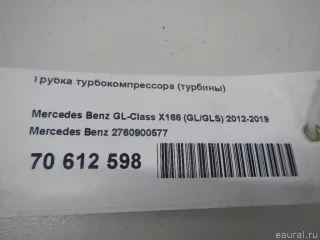 Трубка турбокомпрессора (турбины)
Mercedes Benz GL-Class X166 (GL/GLS) 2012-2019
Mercedes Benz 2760900577
70 612 598
eaural.ru